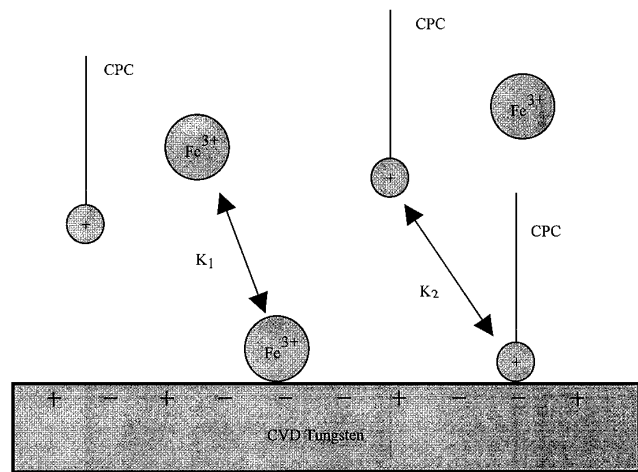 CPC
CPC
Fe3+
Fe3+
+
+
CPC
K1
K2
Fe3+
+
+ − + − − − + − +
CVD Tungsten